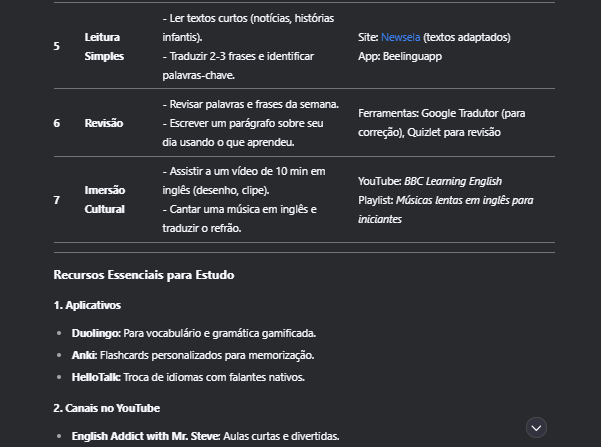 5 Leitura Simples - Ler textos curtos (notícias, histórias infantis).
- Traduzir 2-3 frases e identificar palavras-chave.
Site: Newsela (textos adaptados)
App: Beelinguapp
6 Revisão - Revisar palavras e frases da semana.
- Escrever um parágrafo sobre seu dia usando o que aprendeu.
Ferramentas: Google Tradutor (para correção), Quizlet para revisão
7 Imersão Cultural - Assistir a um vídeo de 10 min em inglês (desenho, clipe).
- Cantar uma música em inglês e traduzir o refrão.
YouTube: BBC Learning English
Playlist: Músicas lentas em inglês para iniciantes
Recursos Essenciais para Estudo
1. Aplicativos
• Duolingo: Para vocabulário e gramática gamificada.
• Anki: Flashcards personalizados para memorização.
• HelloTalk: Troca de idiomas com falantes nativos.
2. Canais no YouTube
• English Addict with Mr. Steve: Aulas curtas e divertidas.